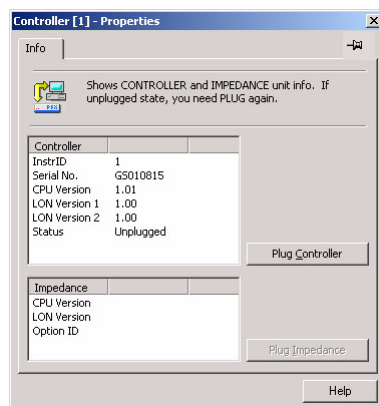 Controller [1] - Properties
Info
Shows CONTROLLER and IMPEDANCE unit info. If
unplugged state, you need PLUG again.
PFX
Controller
InstrID 1
Serial No. GS010815
CPU Version 1.01
LON Version 1 1.00
LON Version 2 1.00
Status Unplugged
Plug Controller
Impedance
CPU Version
LON Version
Option ID
Plug Impedance
Help